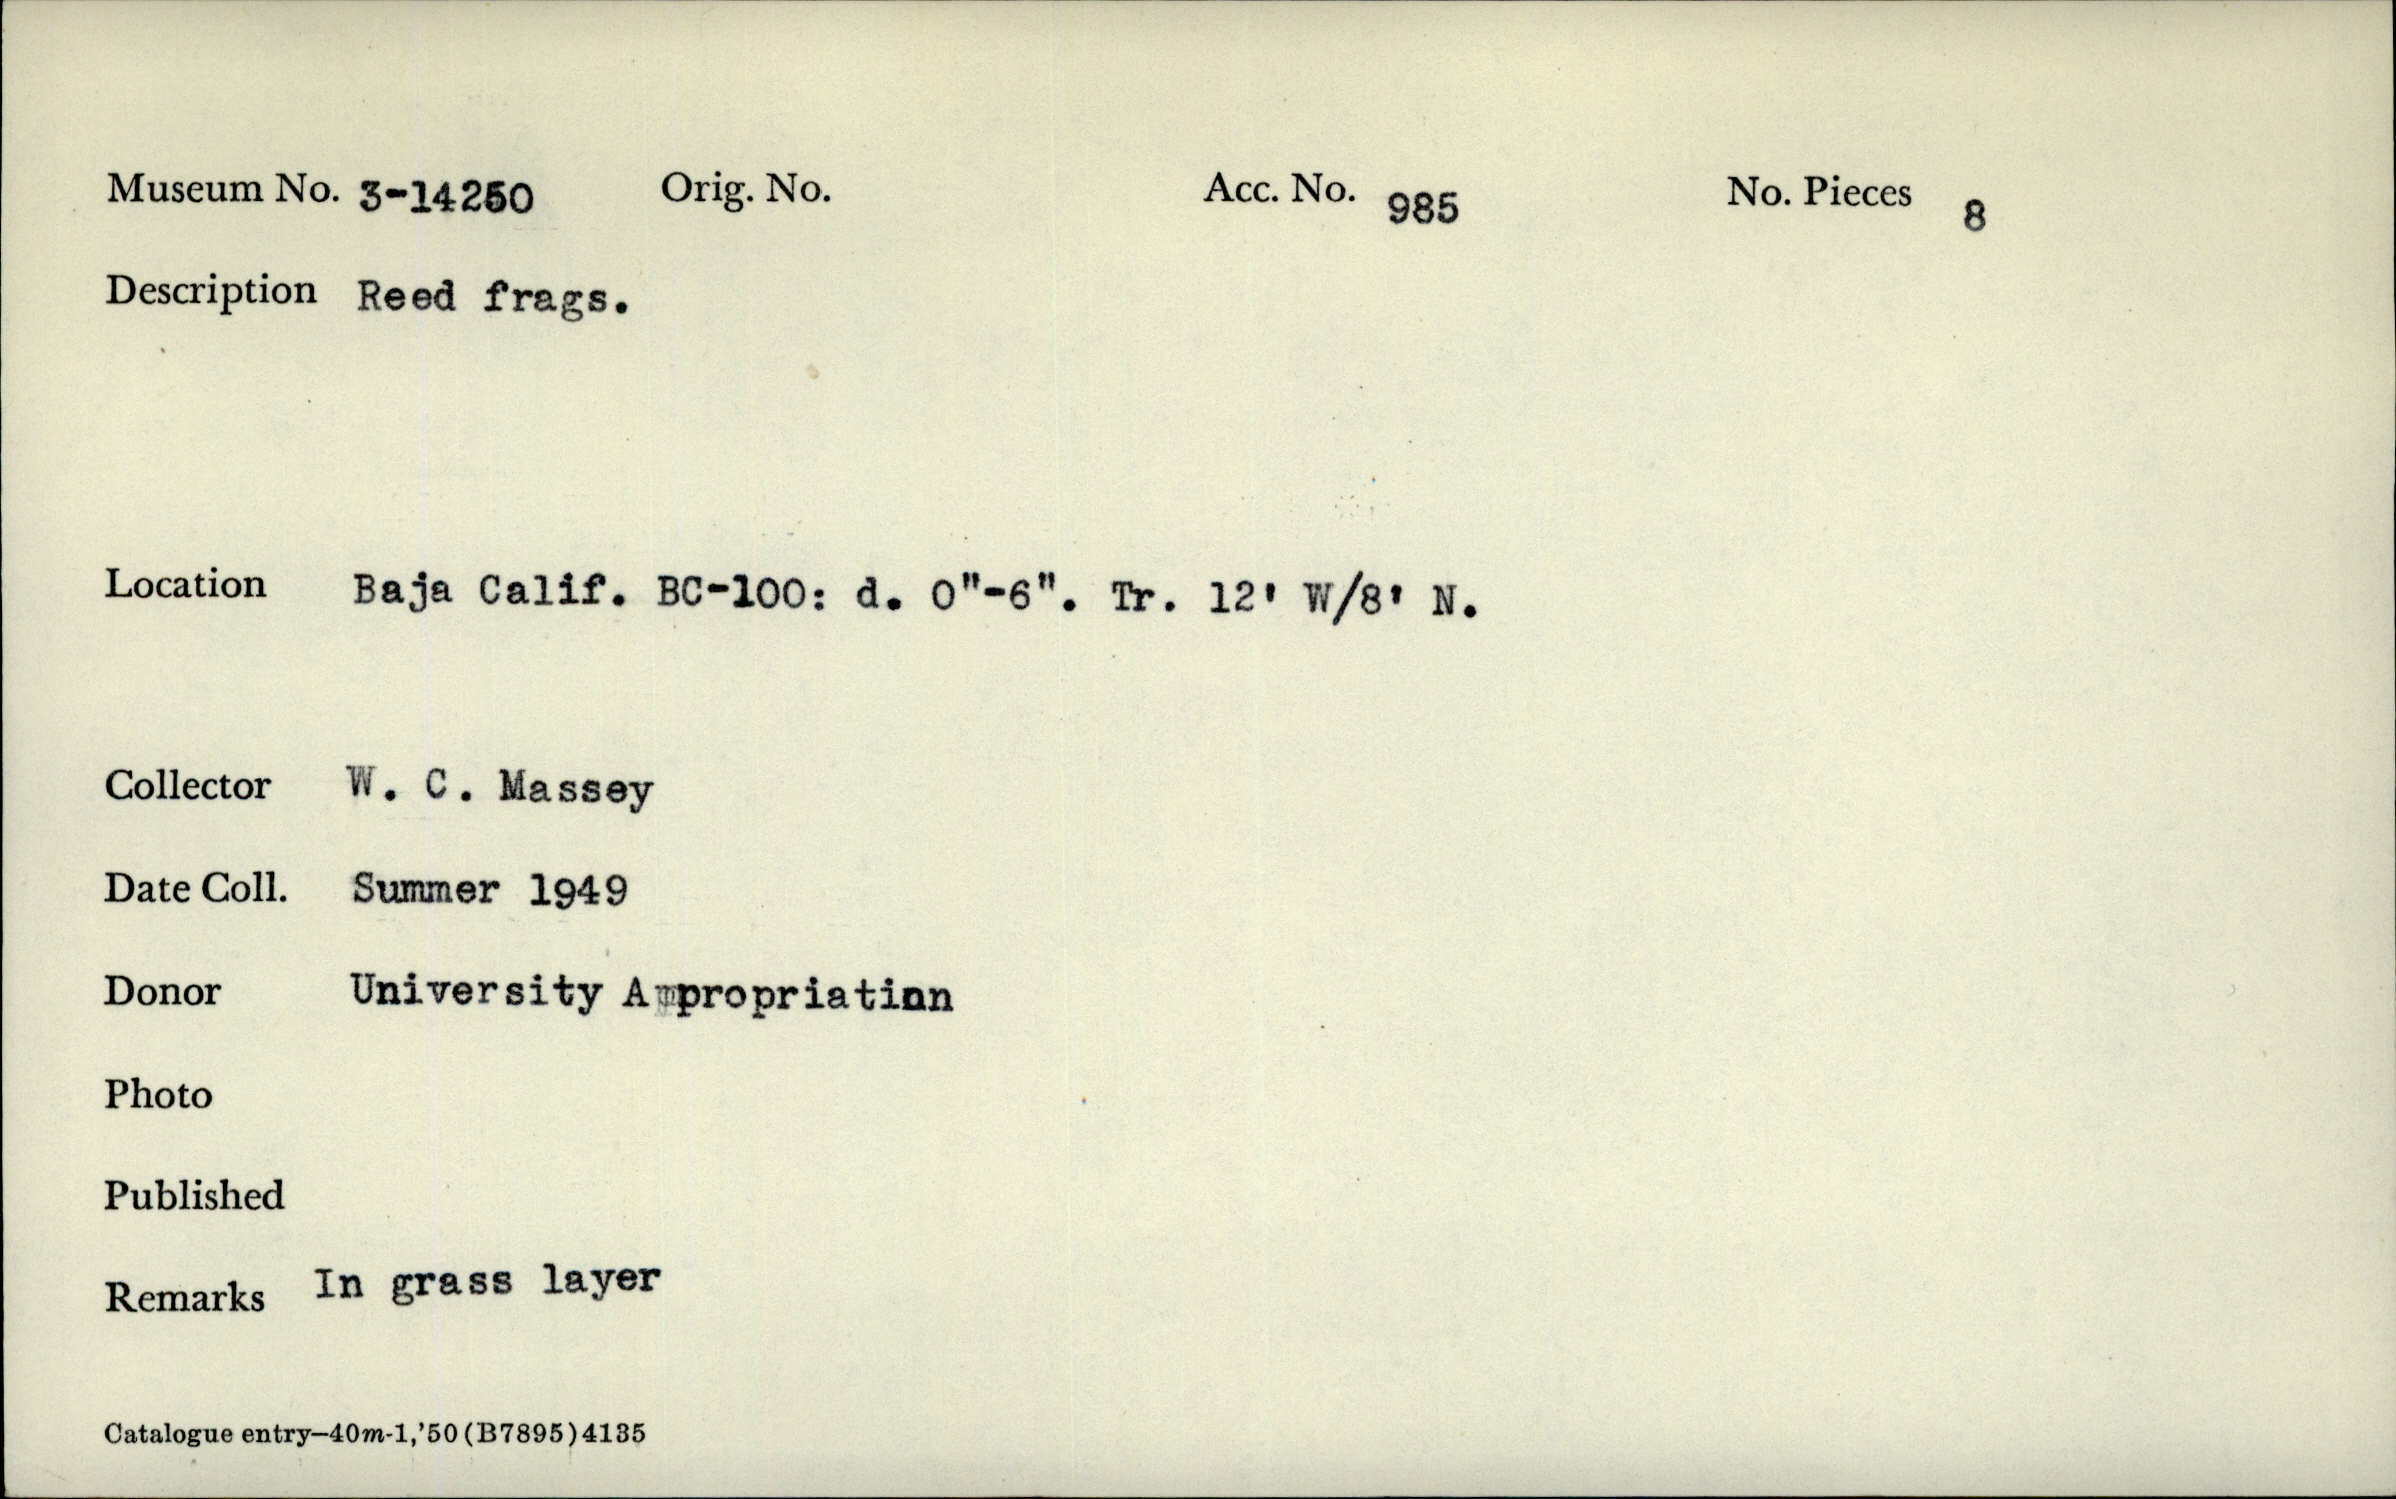 Museum No. 3-14250 Orig. No. Acc. No. 985 No. Pieces 8
Description Reed frags.
Location Baja Calif. BC-100: d. 0"-6". Tr. 12' W/8' N.
Collector W. C. Massey
Date Coll. Summer 1949
Donor University Appropriation
Photo
Published
Remarks In grass layer
Catalogue entry—40m-1,'50(B7895)4135